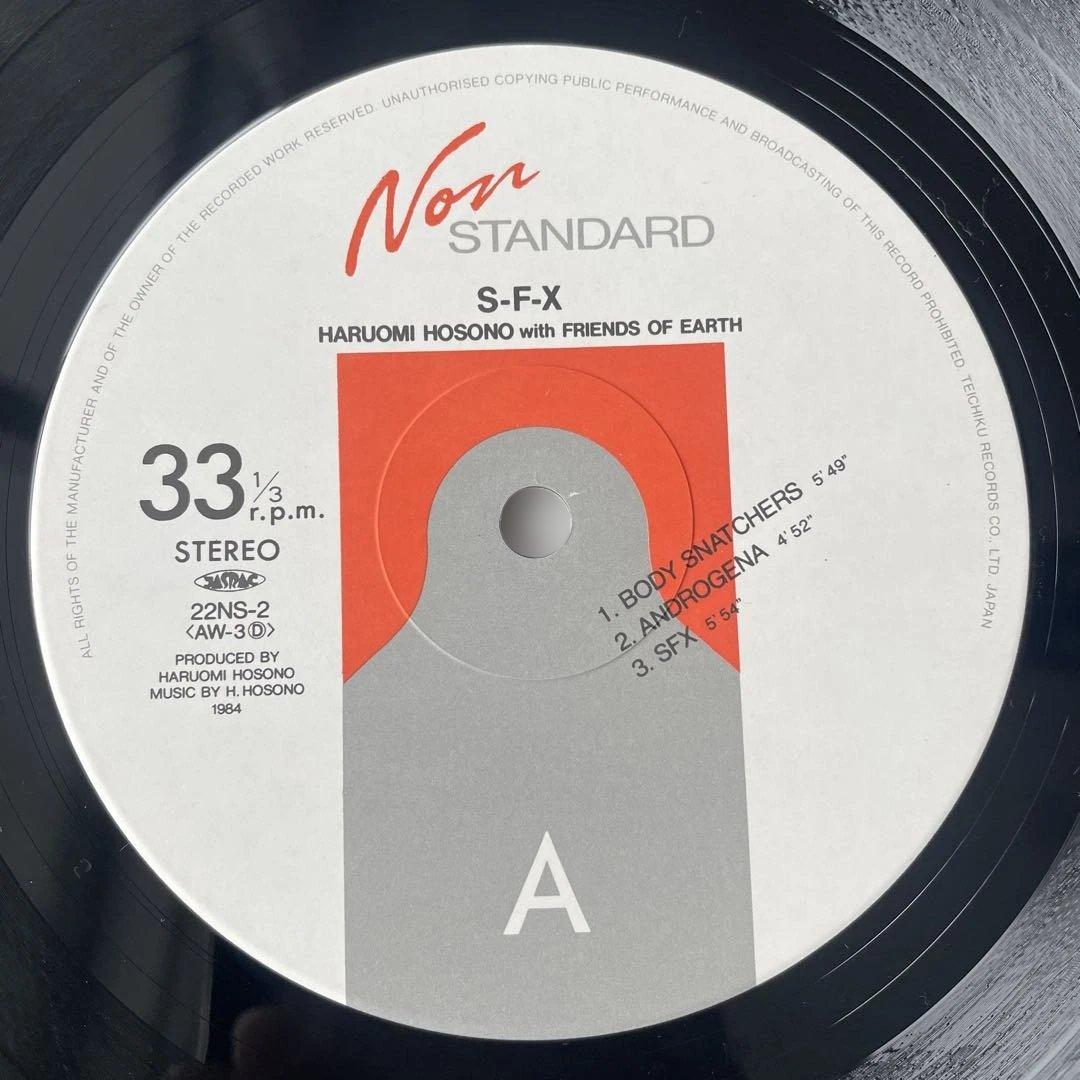 ALL RIGHTS OF THE MANUFACTURER AND OF THE OWNER OF THE RECORDED WORK RESERVED. UNAUTHORISED COPYING PUBLIC PERFORMANCE AND BROADCASTING OF THIS RECORD PROHIBITED. TEICHIKU RECORDS CO., LTD. JAPAN
Non
STANDARD
S-F-X
HARUOMI HOSONO with FRIENDS OF EARTH
33 1/3
r.p.m.
STEREO
JASRAC
22NS-2
〈AW-3Ⓓ〉
PRODUCED BY
HARUOMI HOSONO
MUSIC BY H. HOSONO
1984
1. BODY SNATCHERS 5'49"
2. ANDROGENA 4'52"
3. SFX 5'54"
A